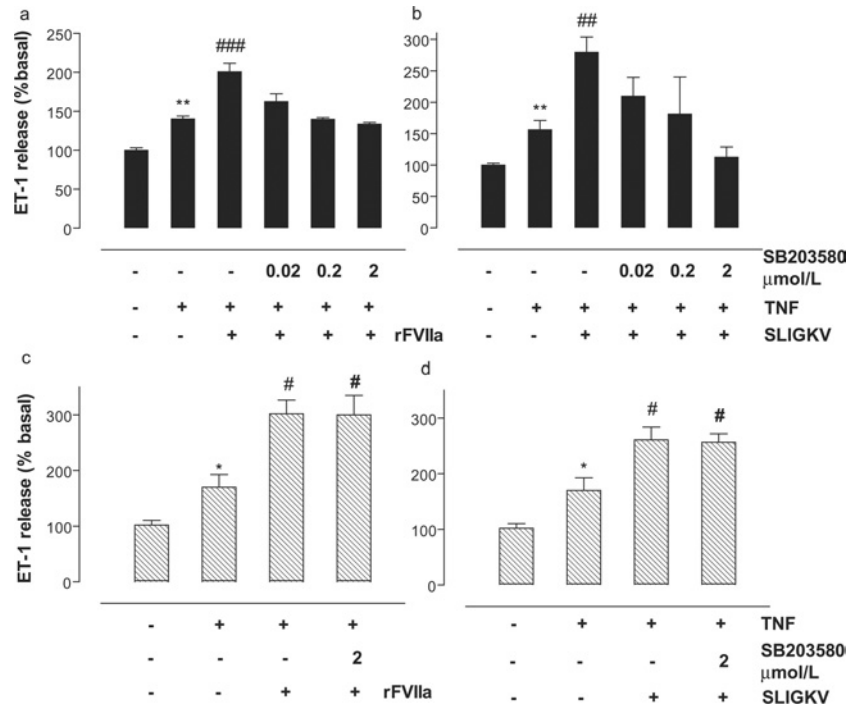 a
ET-1 release (%basal)
250
200
150
100
50
0
** ###
- - - 0.02 0.2 2
- + + + + +
- - + + + + rFVIIa
b
300
250
200
150
100
50
0
** ##
- - - 0.02 0.2 2 SB203580 µmol/L
- + + + + + TNF
- - + + + + SLIGKV
c
ET-1 release (% basal)
300
200
100
0
* # #
- + + +
- - - 2
- - + + rFVIIa
d
300
200
100
0
* # #
- + + + TNF
- - - 2 SB203580 µmol/L
- - + + SLIGKV